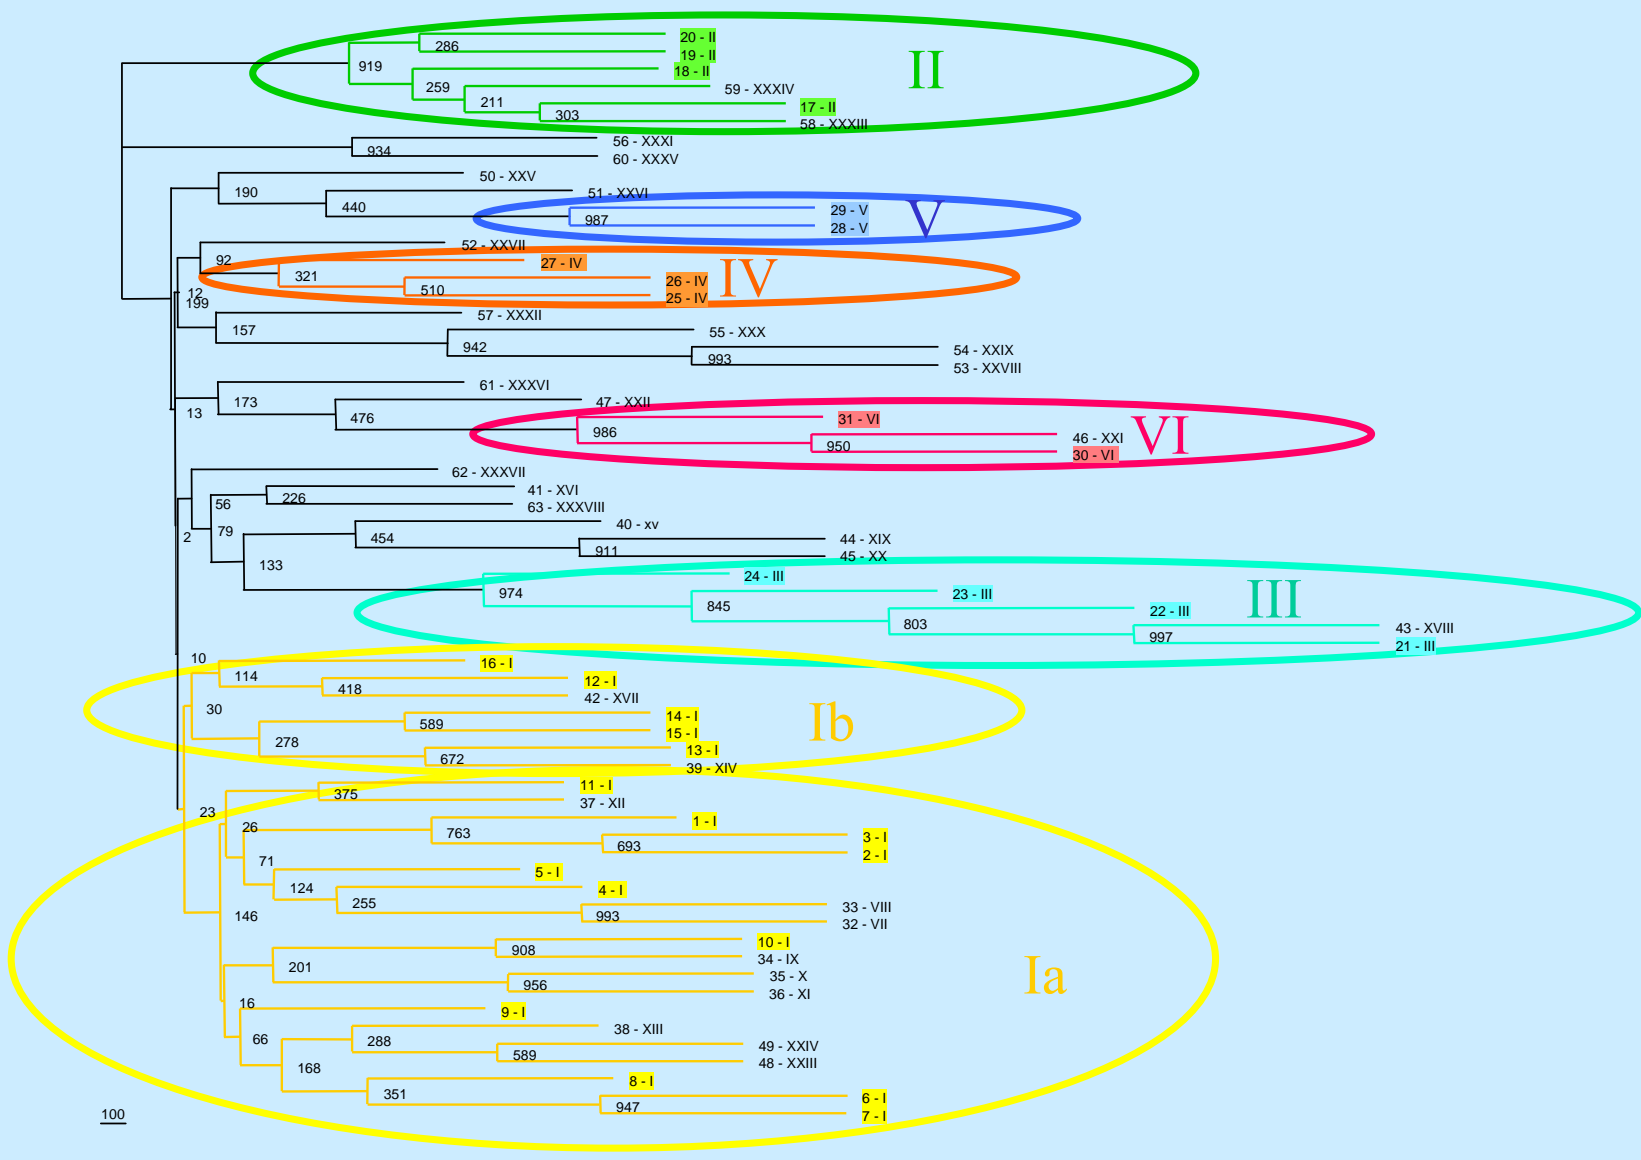 20 - II
286
19 - II
II
919
18 - II
259
59 - XXXIV
211
17 - II
303
58 - XXXIII
56 - XXXI
934
60 - XXXV
50 - XXV
190
51 - XXVI
440
29 - V
V
987
28 - V
52 - XXVII
92
27 - IV
321
26 - IV
IV
510
25 - IV
12
199
57 - XXXII
157
55 - XXX
942
54 - XXIX
993
53 - XXVIII
61 - XXXVI
173
47 - XXII
13
476
31 - VI
986
46 - XXI
VI
950
30 - VI
62 - XXXVII
41 - XVI
226
56
63 - XXXVIII
40 - xv
79
2
454
44 - XIX
911
45 - XX
133
24 - III
974
23 - III
III
845
22 - III
803
43 - XVIII
997
21 - III
10
16 - I
114
12 - I
418
42 - XVII
30
14 - I
589
15 - I
Ib
278
13 - I
672
39 - XIV
11 - I
375
37 - XII
23
1 - I
26
763
3 - I
693
2 - I
71
5 - I
124
4 - I
255
33 - VIII
993
32 - VII
146
10 - I
908
34 - IX
201
35 - X
Ia
956
36 - XI
16
9 - I
38 - XIII
66
288
49 - XXIV
589
48 - XXIII
168
8 - I
351
6 - I
947
7 - I
100